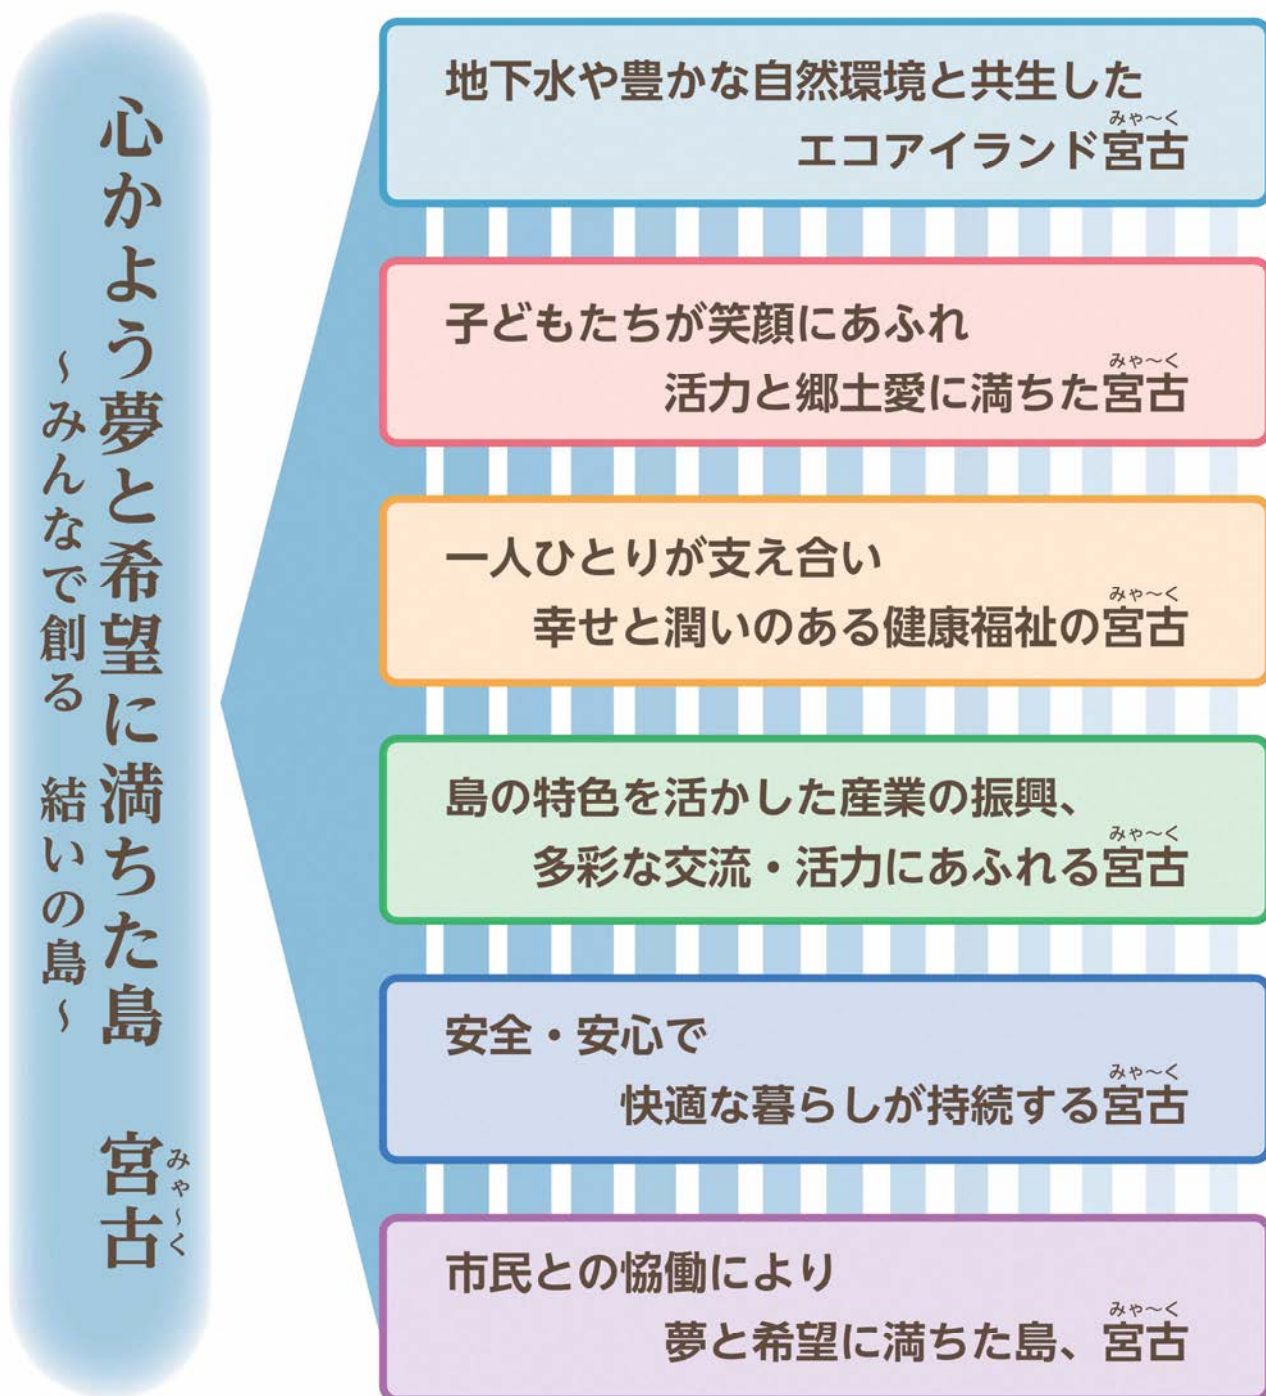 心かよう夢と希望に満ちた島 宮古
みゃ～く
～みんなで創る 結いの島～
地下水や豊かな自然環境と共生した
みゃ～く
エコアイランド宮古
子どもたちが笑顔にあふれ
みゃ～く
活力と郷土愛に満ちた宮古
一人ひとりが支え合い
みゃ～く
幸せと潤いのある健康福祉の宮古
島の特色を活かした産業の振興、
みゃ～く
多彩な交流・活力にあふれる宮古
安全・安心で
みゃ～く
快適な暮らしが持続する宮古
市民との恊働により
みゃ～く
夢と希望に満ちた島、宮古